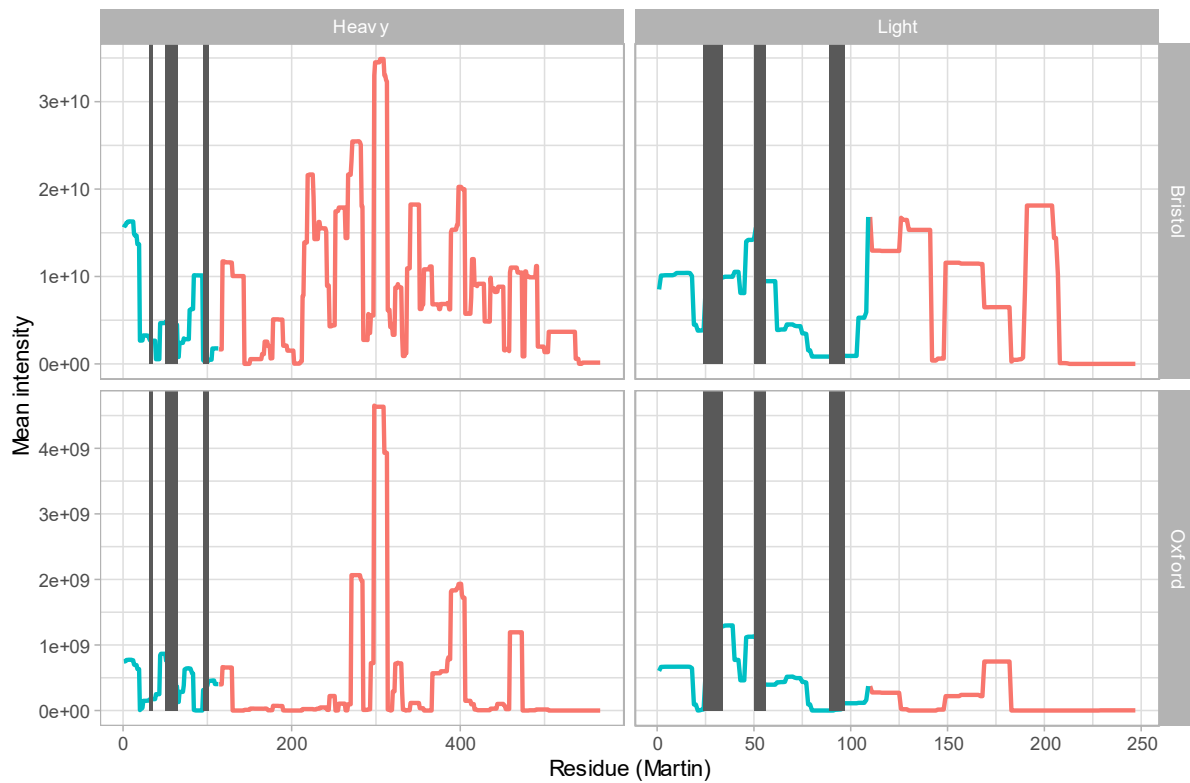 Heavy
Light
3e+10
2e+10
1e+10
0e+00
Bristol
Mean intensity
4e+09
3e+09
2e+09
1e+09
0e+00
Oxford
0
200
400
0
50
100
150
200
250
Residue (Martin)